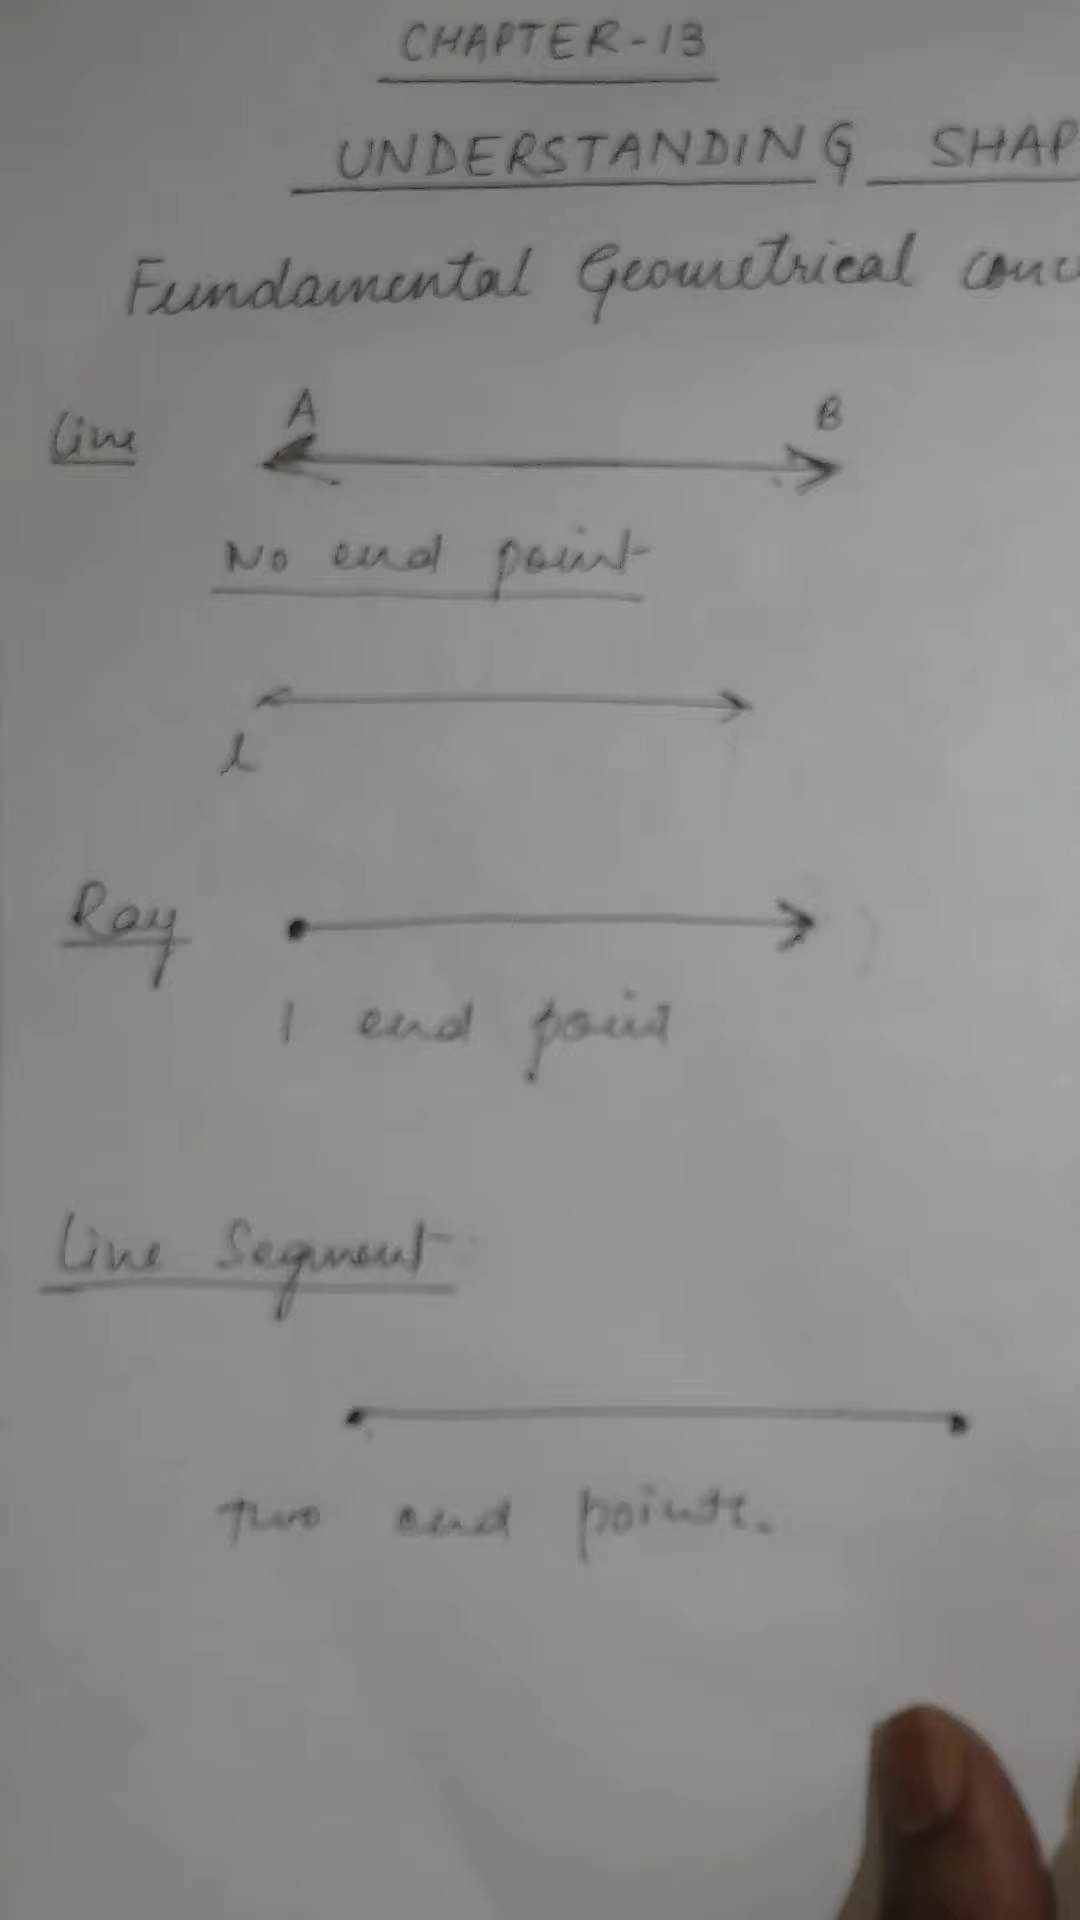 CHAPTER-13
UNDERSTANDING SHAP
Fundamental Geometrical conc
Line
A B
No end point
l
Ray
1 end point
Line Segment
Two end points.